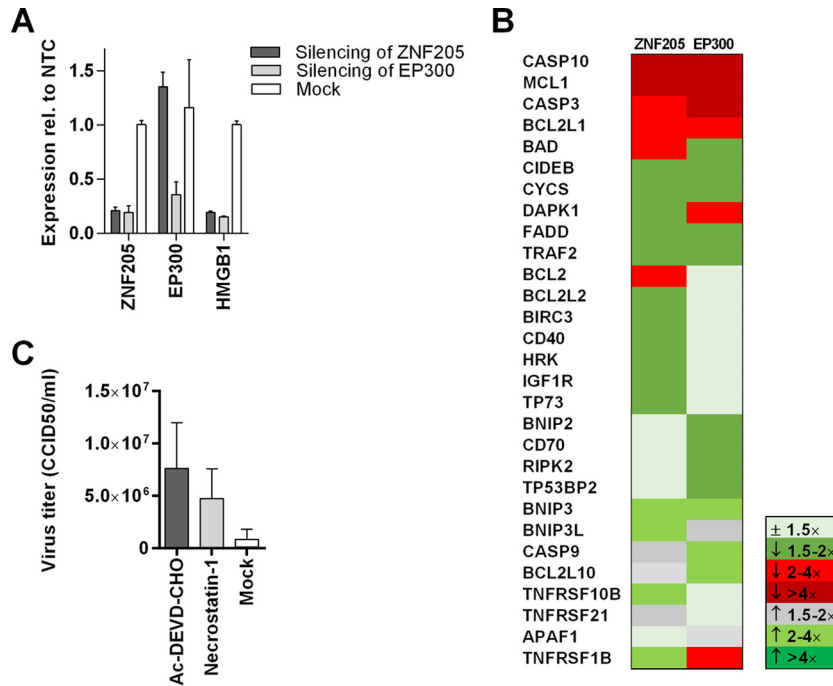 A
Expression rel. to NTC
1.5
1.0
0.5
0.0
ZNF205
EP300
HMGB1
Silencing of ZNF205
Silencing of EP300
Mock
B
ZNF205 EP300
CASP10
MCL1
CASP3
BCL2L1
BAD
CIDEB
CYCS
DAPK1
FADD
TRAF2
BCL2
BCL2L2
BIRC3
CD40
HRK
IGF1R
TP73
BNIP2
CD70
RIPK2
TP53BP2
BNIP3
BNIP3L
CASP9
BCL2L10
TNFRSF10B
TNFRSF21
APAF1
TNFRSF1B
± 1.5×
↓ 1.5-2×
↓ 2-4×
↓ >4×
↑ 1.5-2×
↑ 2-4×
↑ >4×
C
Virus titer (CCID50/ml)
1.5×10⁷
1.0×10⁷
5.0×10⁶
0
Ac-DEVD-CHO
Necrostatin-1
Mock